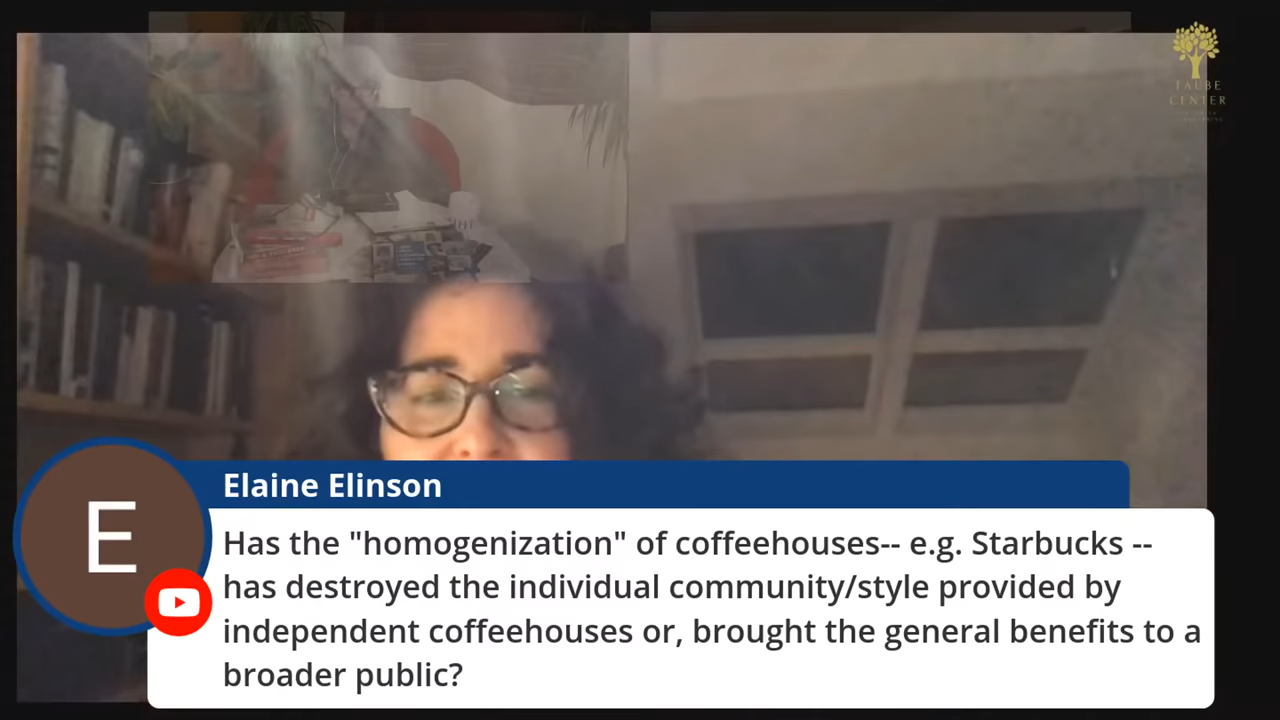 TAUBE
CENTER
Elaine Elinson
E
Has the "homogenization" of coffeehouses-- e.g. Starbucks --
has destroyed the individual community/style provided by
independent coffeehouses or, brought the general benefits to a
broader public?